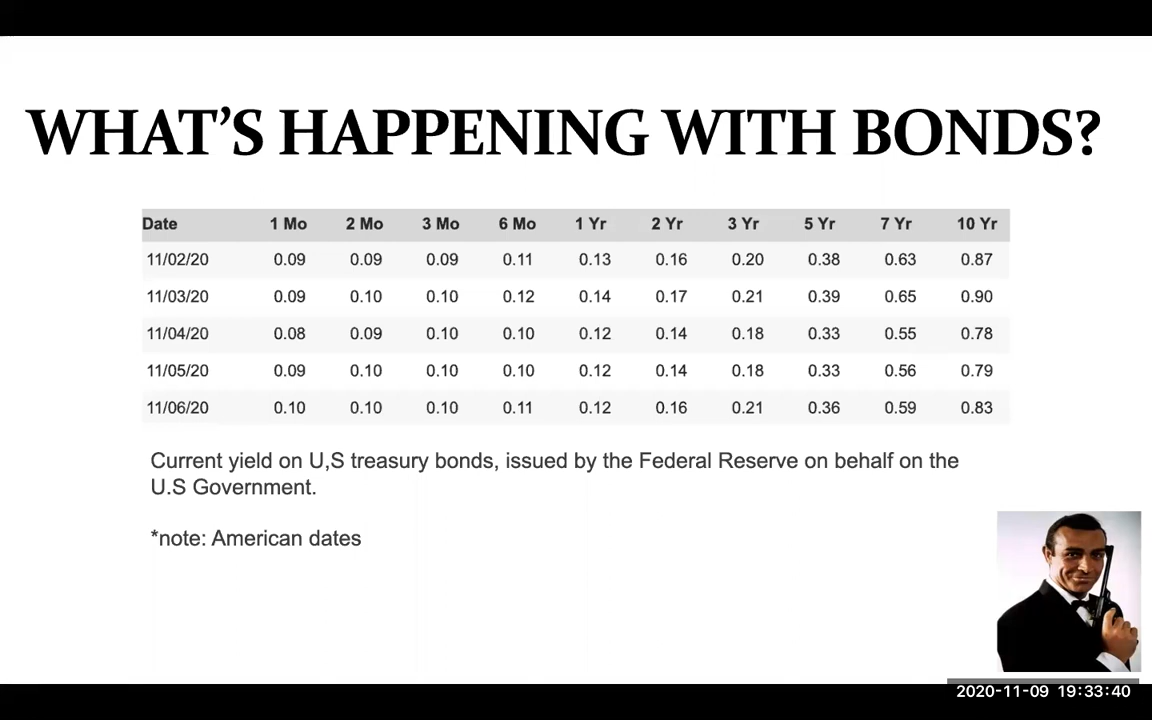 WHAT'S HAPPENING WITH BONDS?
Date 1 Mo 2 Mo 3 Mo 6 Mo 1 Yr 2 Yr 3 Yr 5 Yr 7 Yr 10 Yr
11/02/20 0.09 0.09 0.09 0.11 0.13 0.16 0.20 0.38 0.63 0.87
11/03/20 0.09 0.10 0.10 0.12 0.14 0.17 0.21 0.39 0.65 0.90
11/04/20 0.08 0.09 0.10 0.10 0.12 0.14 0.18 0.33 0.55 0.78
11/05/20 0.09 0.10 0.10 0.10 0.12 0.14 0.18 0.33 0.56 0.79
11/06/20 0.10 0.10 0.10 0.11 0.12 0.16 0.21 0.36 0.59 0.83
Current yield on U,S treasury bonds, issued by the Federal Reserve on behalf on the
U.S Government.
*note: American dates
2020-11-09 19:33:40